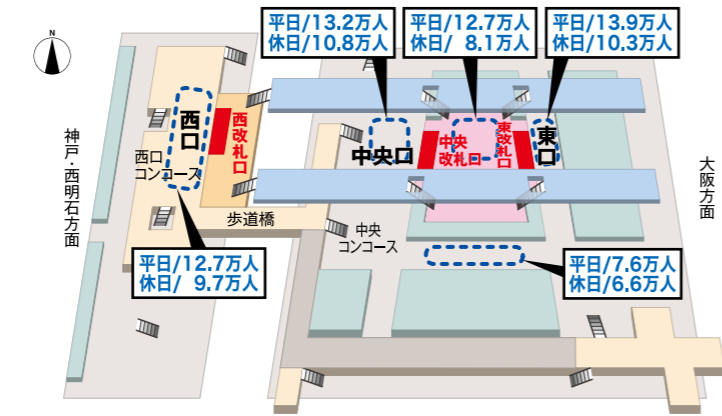 平日/13.2万人
休日/10.8万人
平日/12.7万人
休日/ 8.1万人
平日/13.9万人
休日/10.3万人
N
神戸・西明石方面
西口
西改札口
西口
コンコース
中央口
中央
改札口
東改札口
東口
大阪方面
歩道橋
中央
コンコース
平日/12.7万人
休日/ 9.7万人
平日/7.6万人
休日/6.6万人